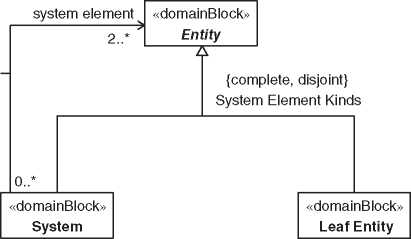 system element
«domainBlock»
Entity
2..*
{complete, disjoint}
System Element Kinds
0..*
«domainBlock»
System
«domainBlock»
Leaf Entity